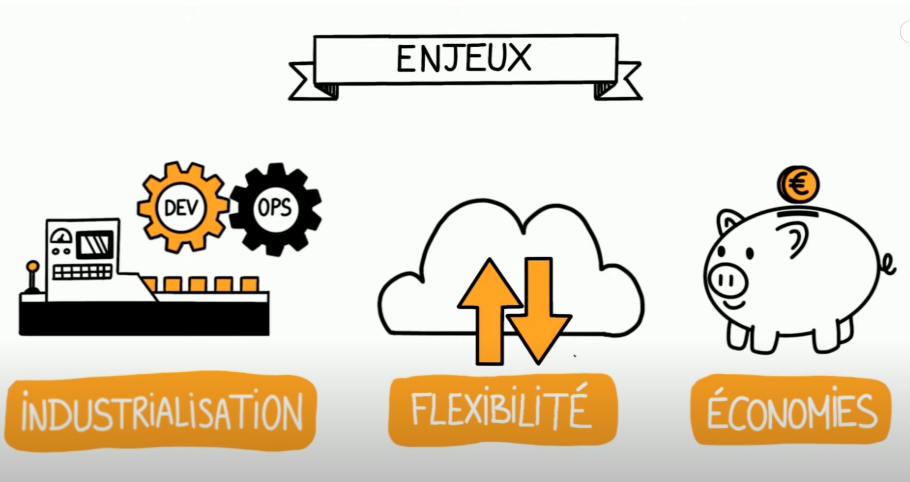 ENJEUX
DEV
OPS
€
INDUSTRIALISATION
FLEXIBILITÉ
ÉCONOMIES